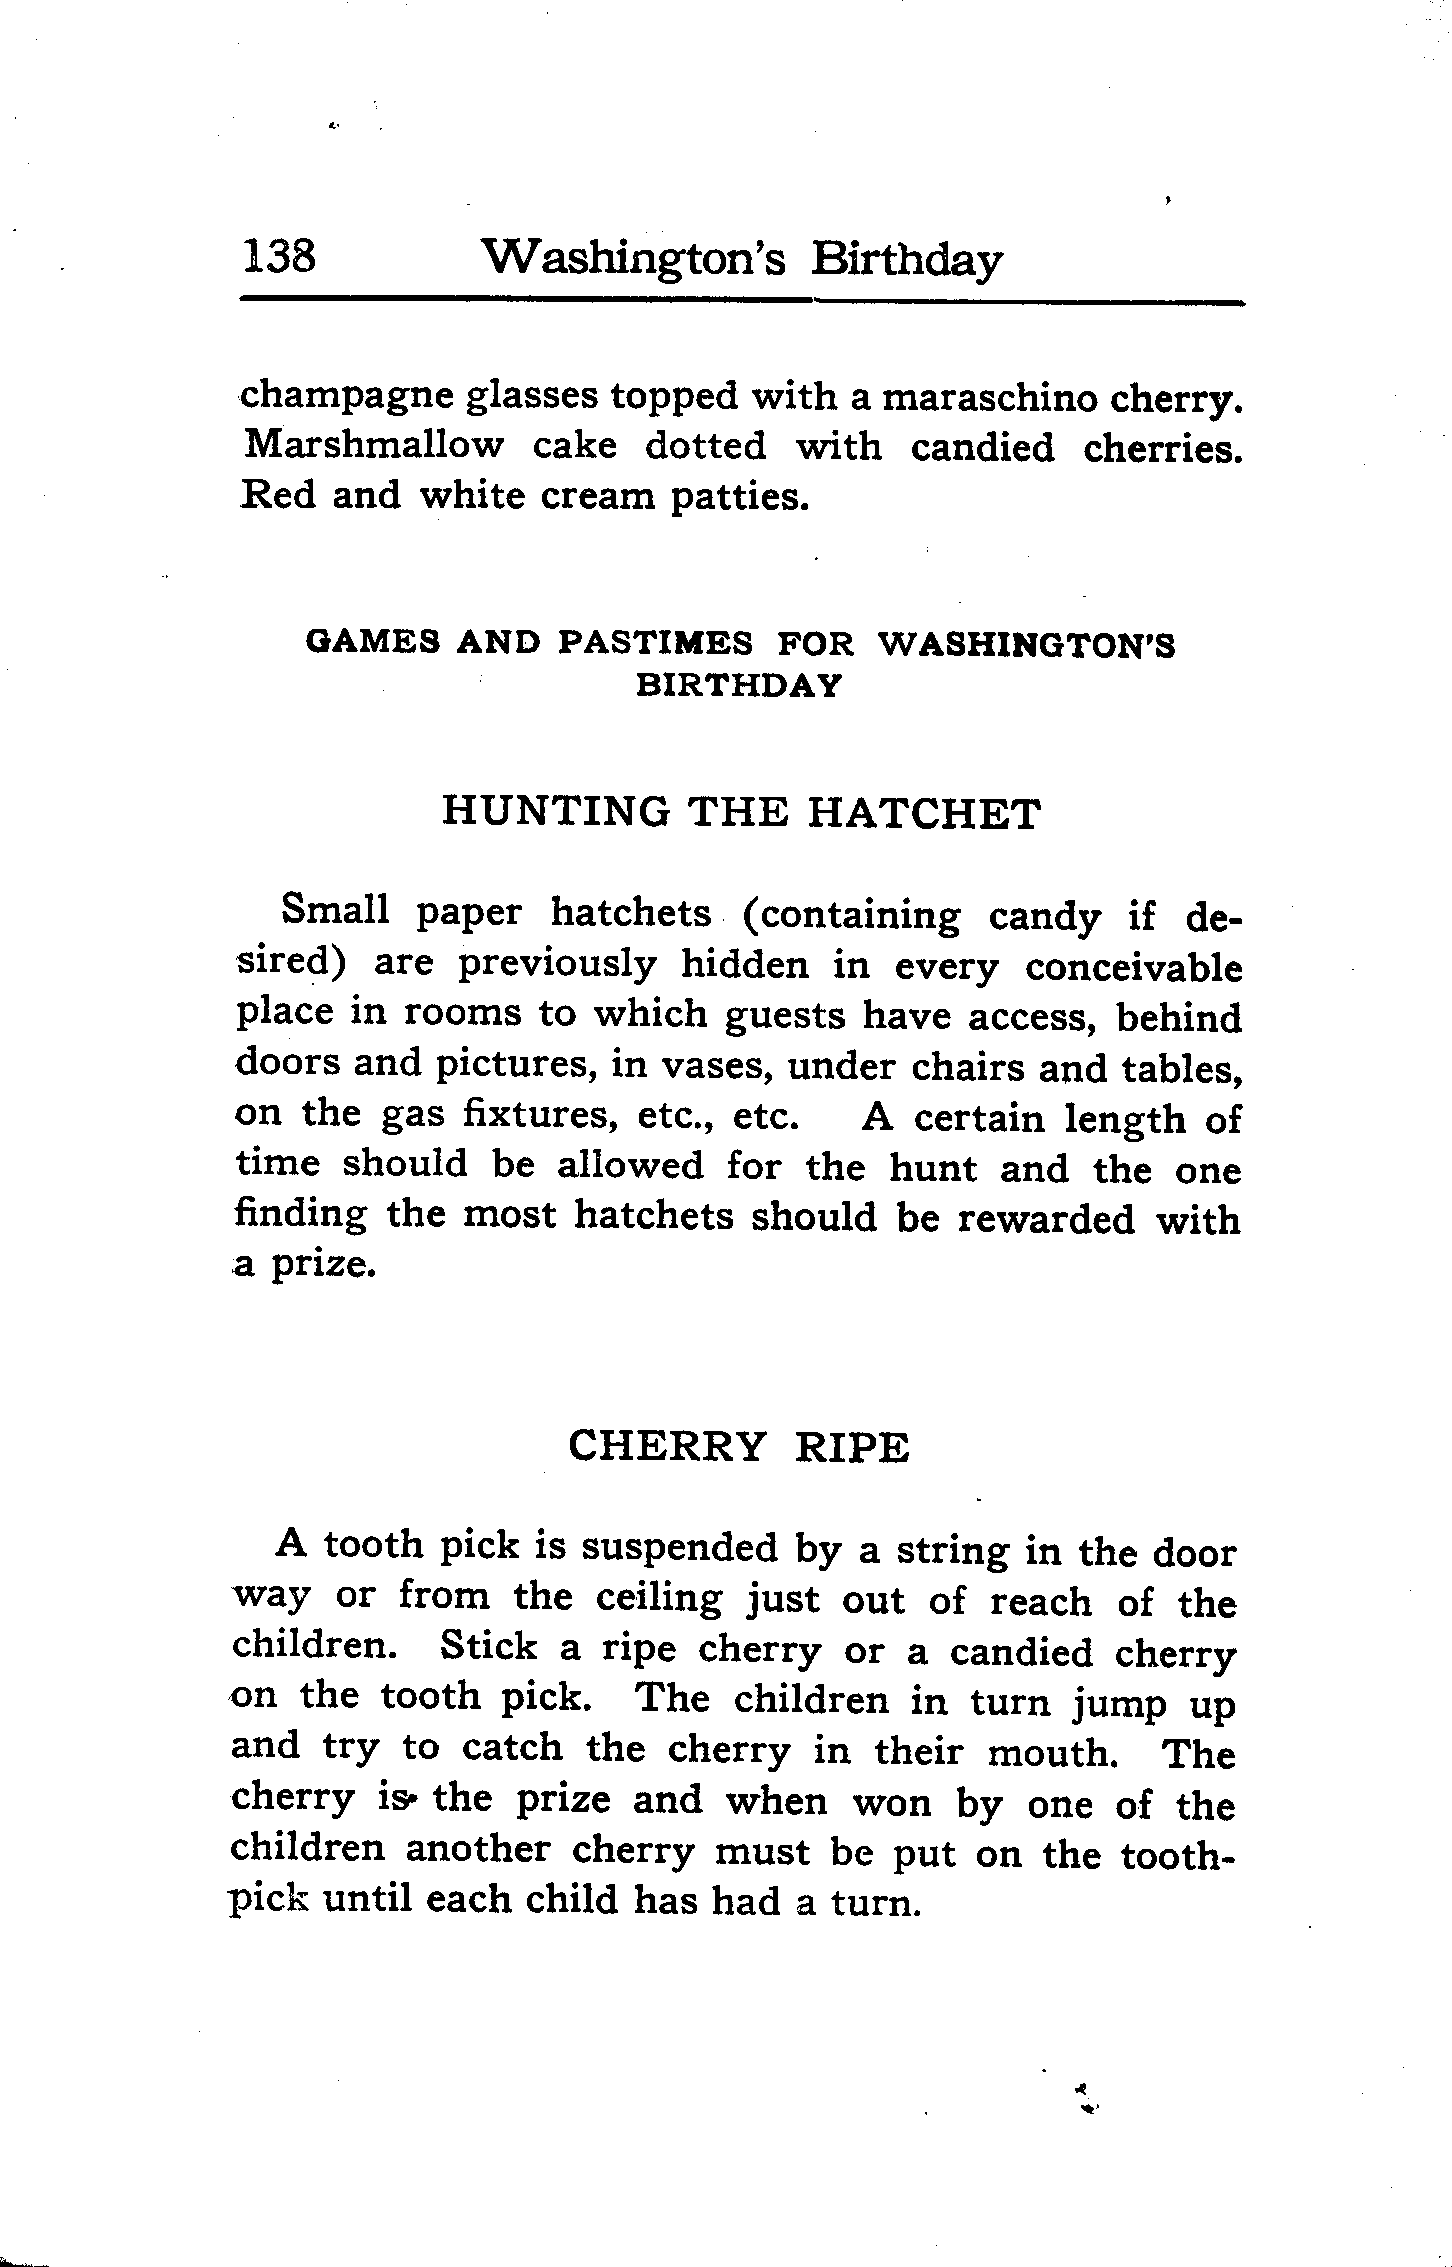 138 Washington's Birthday
champagne glasses topped with a maraschino cherry.
Marshmallow cake dotted with candied cherries.
Red and white cream patties.
GAMES AND PASTIMES FOR WASHINGTON'S
BIRTHDAY
HUNTING THE HATCHET
Small paper hatchets (containing candy if de-
sired) are previously hidden in every conceivable
place in rooms to which guests have access, behind
doors and pictures, in vases, under chairs and tables,
on the gas fixtures, etc., etc. A certain length of
time should be allowed for the hunt and the one
finding the most hatchets should be rewarded with
a prize.
CHERRY RIPE
A tooth pick is suspended by a string in the door
way or from the ceiling just out of reach of the
children. Stick a ripe cherry or a candied cherry
on the tooth pick. The children in turn jump up
and try to catch the cherry in their mouth. The
cherry is the prize and when won by one of the
children another cherry must be put on the tooth-
pick until each child has had a turn.